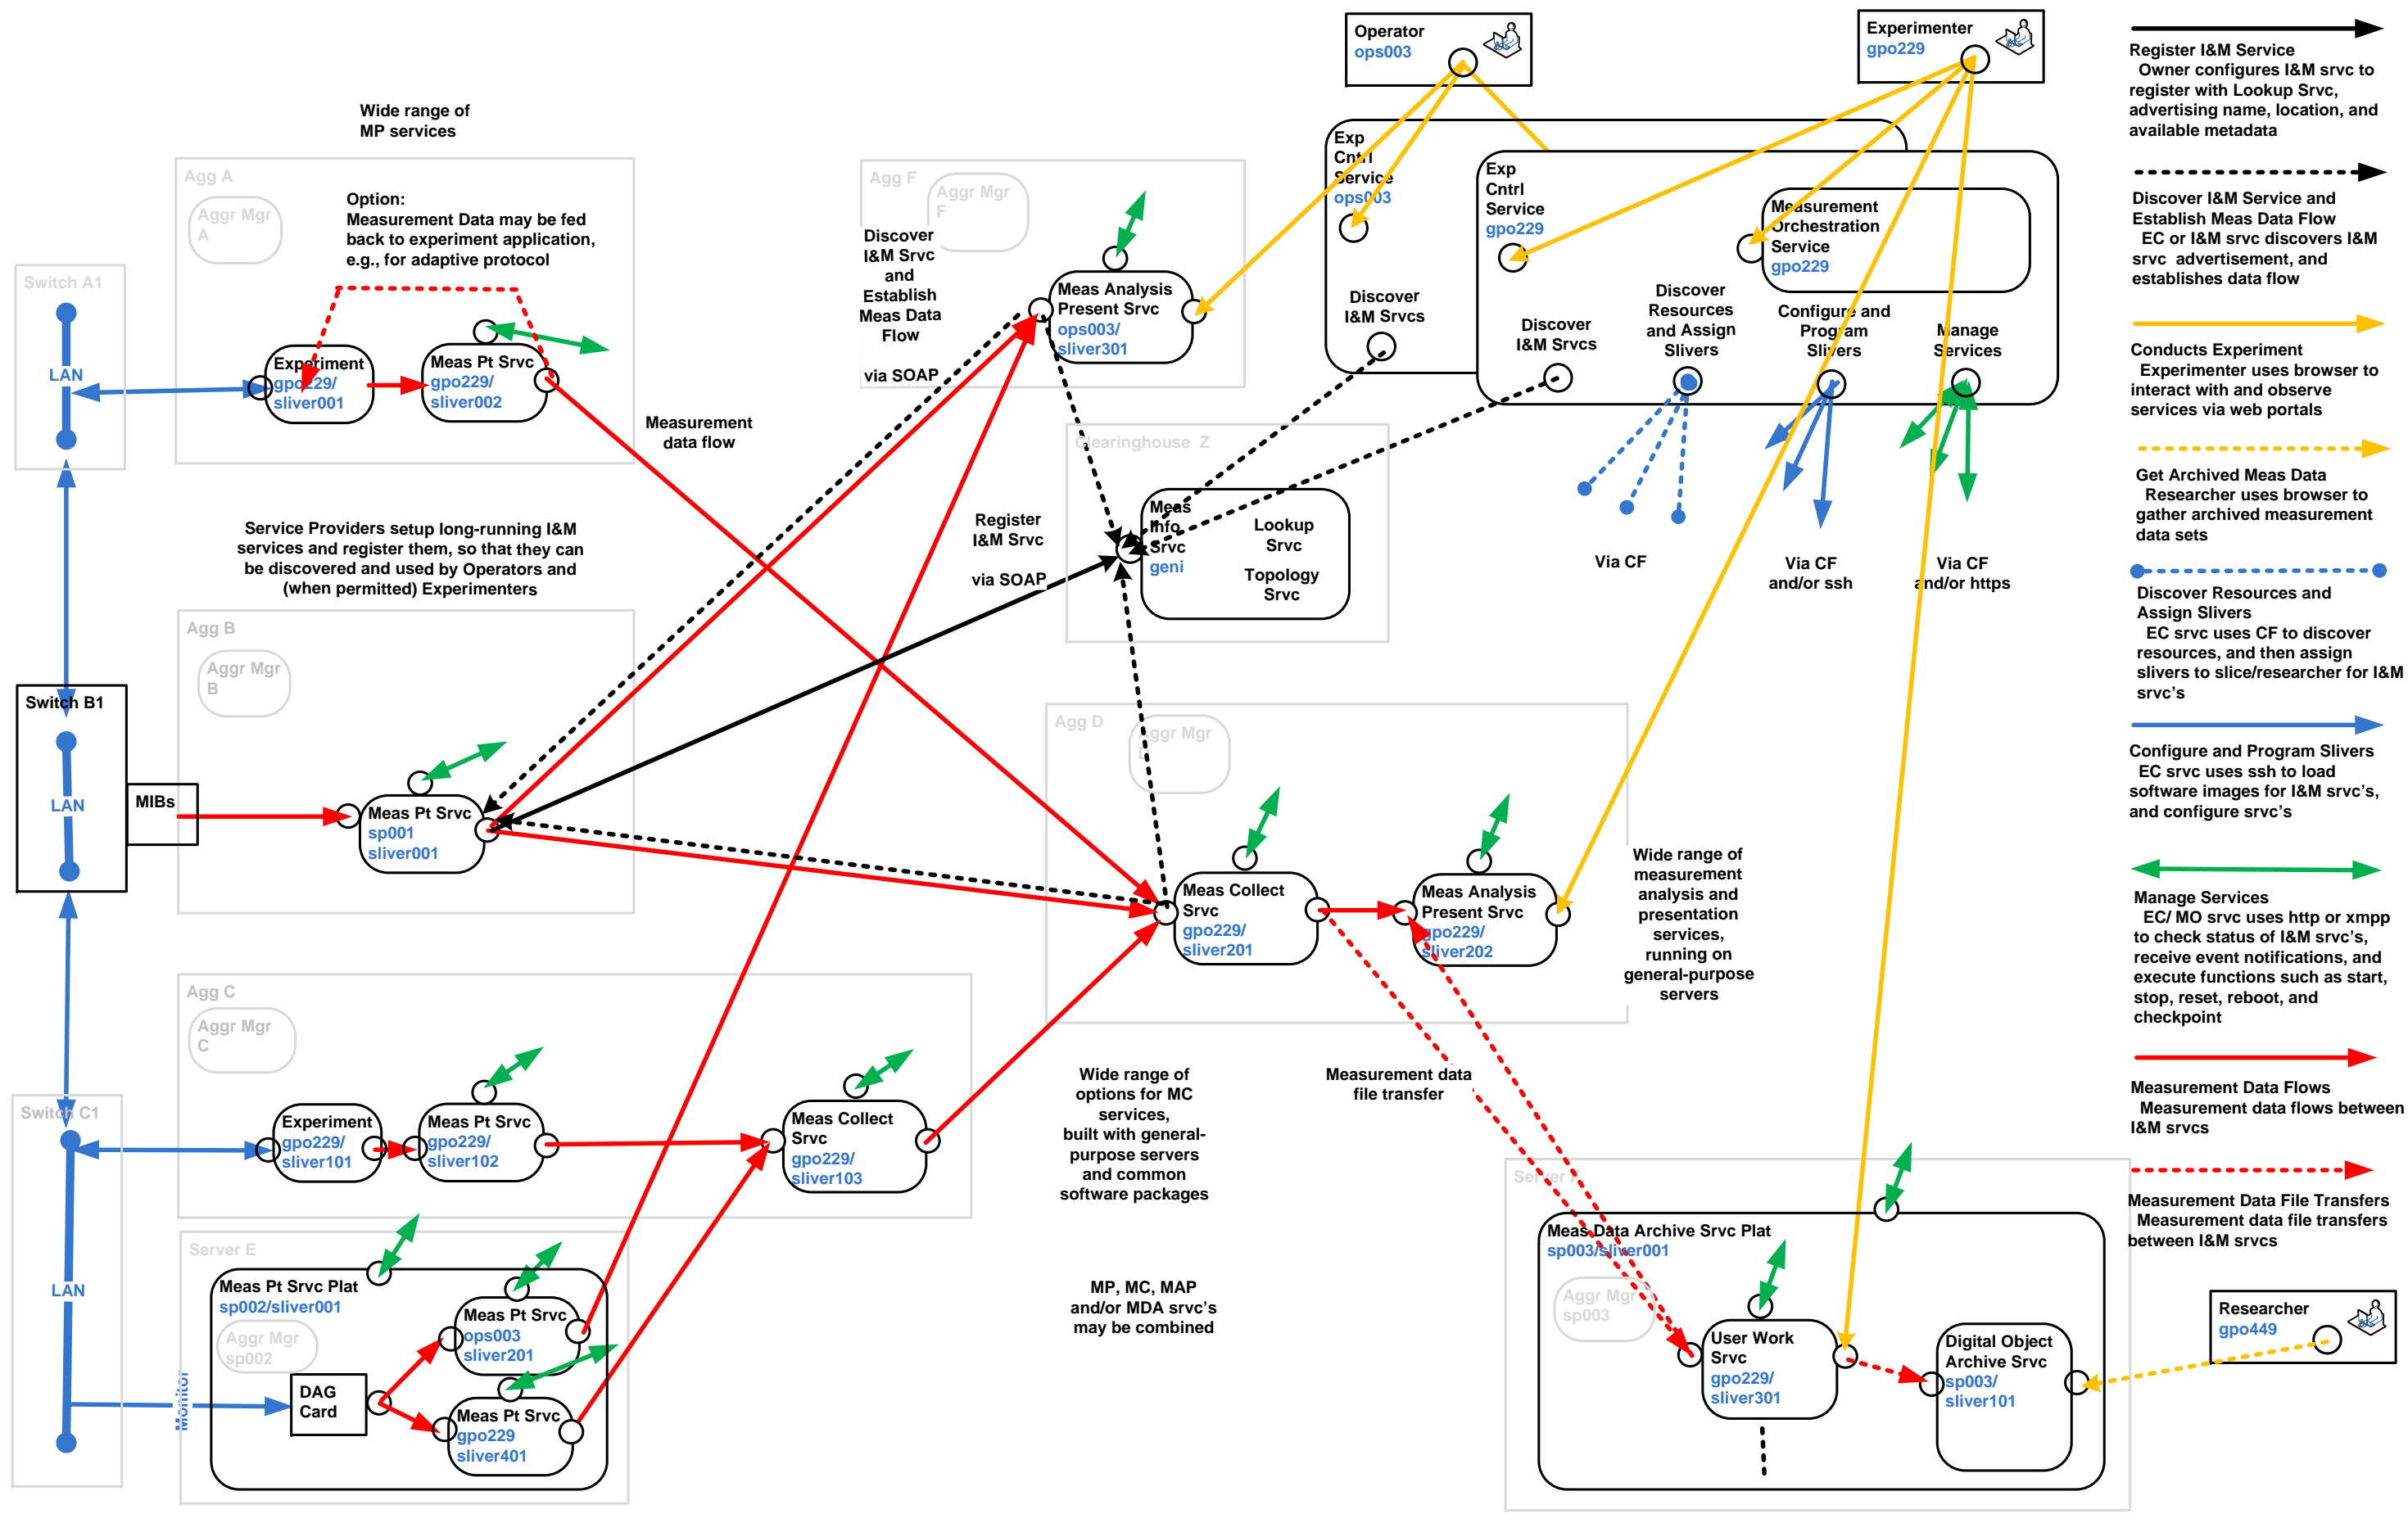 Operator
ops003
Experimenter
gpo229
Register I&M Service
Owner configures I&M srvc to
register with Lookup Srvc,
advertising name, location, and
available metadata
Discover I&M Service and
Establish Meas Data Flow
EC or I&M srvc discovers I&M
srvc advertisement, and
establishes data flow
Conducts Experiment
Experimenter uses browser to
interact with and observe
services via web portals
Get Archived Meas Data
Researcher uses browser to
gather archived measurement
data sets
Discover Resources and
Assign Slivers
EC srvc uses CF to discover
resources, and then assign
slivers to slice/researcher for I&M
srvc's
Configure and Program Slivers
EC srvc uses ssh to load
software images for I&M srvc's,
and configure srvc's
Manage Services
EC/ MO srvc uses http or xmpp
to check status of I&M srvc's,
receive event notifications, and
execute functions such as start,
stop, reset, reboot, and
checkpoint
Measurement Data Flows
Measurement data flows between
I&M srvcs
Measurement Data File Transfers
Measurement data file transfers
between I&M srvcs
Wide range of
MP services
Agg A
Aggr Mgr
A
Option:
Measurement Data may be fed
back to experiment application,
e.g., for adaptive protocol
Switch A1
LAN
Experiment
gpo229/
sliver001
Meas Pt Srvc
gpo229/
sliver002
Measurement
data flow
Agg F
Aggr Mgr
F
Discover
I&M Srvc
and
Establish
Meas Data
Flow
via SOAP
Meas Analysis
Present Srvc
ops003/
sliver301
Exp
Cntrl
Service
ops003
Discover
I&M Srvcs
Exp
Cntrl
Service
gpo229
Measurement
Orchestration
Service
gpo229
Discover
I&M Srvcs
Discover
Resources
and Assign
Slivers
Configure and
Program
Slivers
Manage
Services
Via CF
Via CF
and/or ssh
Via CF
and/or https
Clearinghouse Z
Meas
Info
Srvc
geni
Lookup
Srvc
Topology
Srvc
Register
I&M Srvc
via SOAP
Service Providers setup long-running I&M
services and register them, so that they can
be discovered and used by Operators and
(when permitted) Experimenters
Agg B
Aggr Mgr
B
Switch B1
LAN
MIBs
Meas Pt Srvc
sp001
sliver001
Agg D
Aggr Mgr
Meas Collect
Srvc
gpo229/
sliver201
Meas Analysis
Present Srvc
gpo229/
sliver202
Wide range of
measurement
analysis and
presentation
services,
running on
general-purpose
servers
Agg C
Aggr Mgr
C
Switch C1
LAN
Experiment
gpo229/
sliver101
Meas Pt Srvc
gpo229/
sliver102
Meas Collect
Srvc
gpo229/
sliver103
Wide range of
options for MC
services,
built with general-
purpose servers
and common
software packages
Measurement data
file transfer
MP, MC, MAP
and/or MDA srvc's
may be combined
Server E
Meas Pt Srvc Plat
sp002/sliver001
Aggr Mgr
sp002
Monitor
DAG
Card
Meas Pt Srvc
ops003
sliver201
Meas Pt Srvc
gpo229
sliver401
Server
Meas Data Archive Srvc Plat
sp003/sliver001
Aggr Mgr
sp003
User Work
Srvc
gpo229/
sliver301
Digital Object
Archive Srvc
sp003/
sliver101
Researcher
gpo449